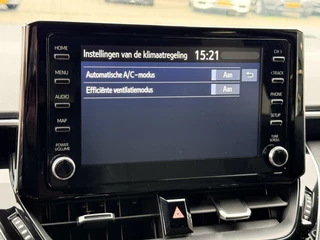 Instellingen van de klimaatregeling 15:21
Automatische A/C-modus Aan
Efficiënte ventilatiemodus Aan
HOME
MENU
AUDIO
MAP
POWER
VOLUME
CH
TRACK
PHONE
SETUP
TUNE
SCROLL